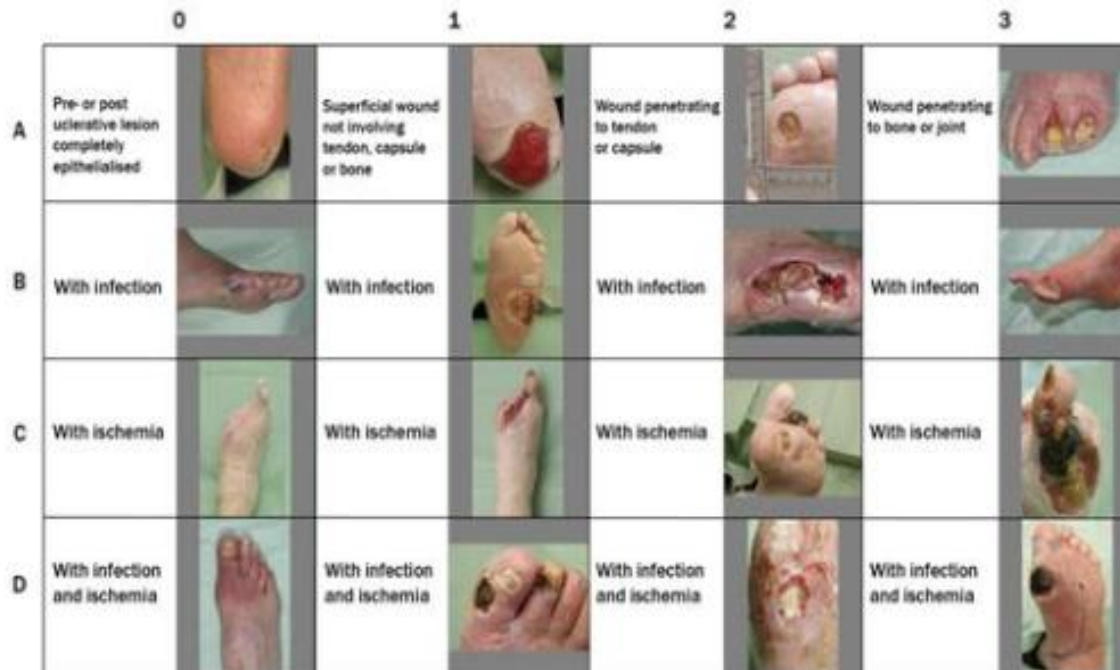 0 1 2 3
A
Pre- or post
uclerative lesion
completely
epithelialised
Superficial wound
not involving
tendon, capsule
or bone
Wound penetrating
to tendon
or capsule
Wound penetrating
to bone or joint
B
With infection
With infection
With infection
With infection
C
With ischemia
With ischemia
With ischemia
With ischemia
D
With infection
and ischemia
With infection
and ischemia
With infection
and ischemia
With infection
and ischemia